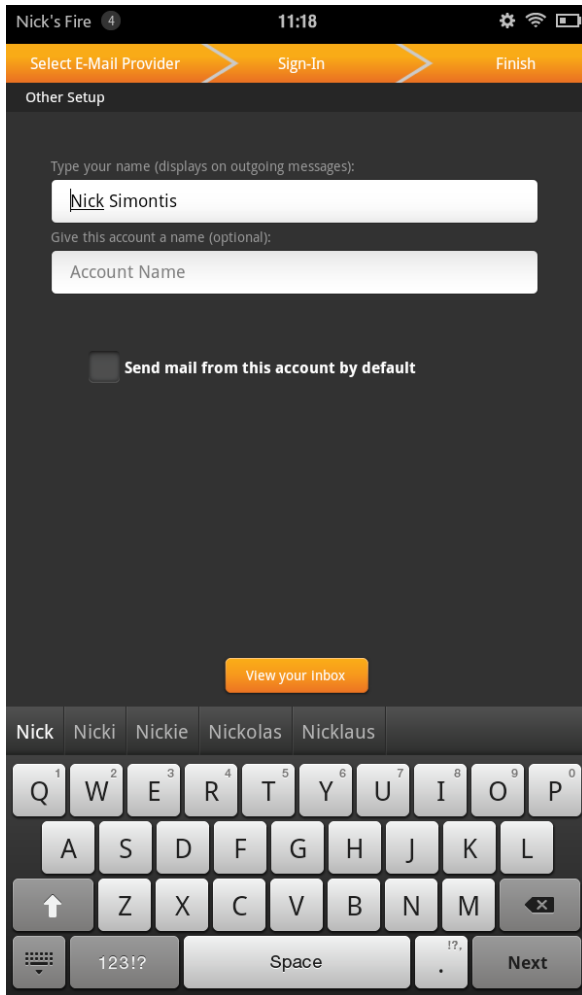 Nick's Fire 4 11:18
Select E-Mail Provider Sign-In Finish
Other Setup
Type your name (displays on outgoing messages):
Nick Simontis
Give this account a name (optional):
Account Name
Send mail from this account by default
View your Inbox
Nick Nicki Nickie Nickolas Nicklaus
Q 1 W 2 E 3 R 4 T 5 Y 6 U 7 I 8 O 9 P 0
A S D F G H J K L
Z X C V B N M
123!? Space . !?, Next